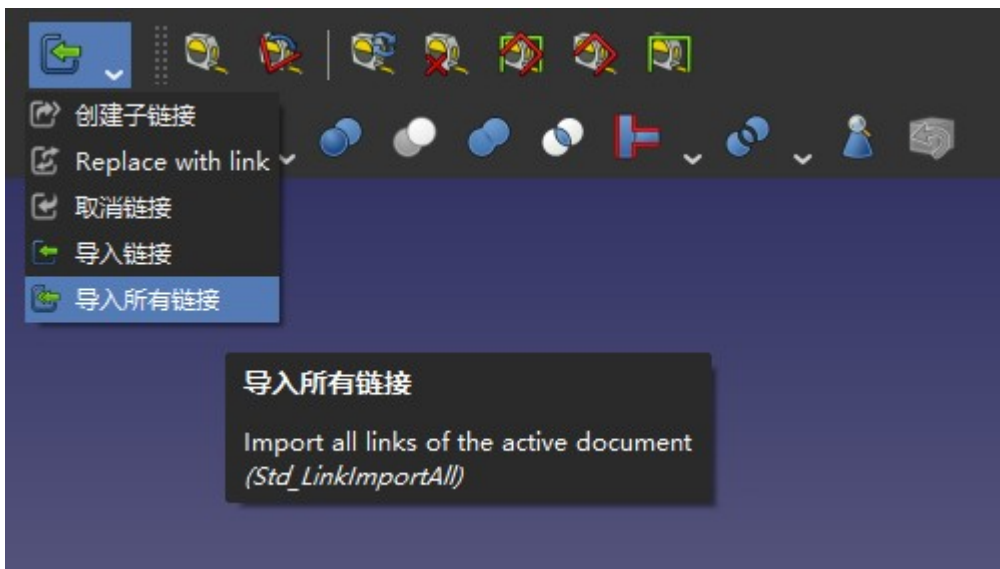 创建子链接
Replace with link
取消链接
导入链接
导入所有链接
导入所有链接
Import all links of the active document
(Std_LinkImportAll)